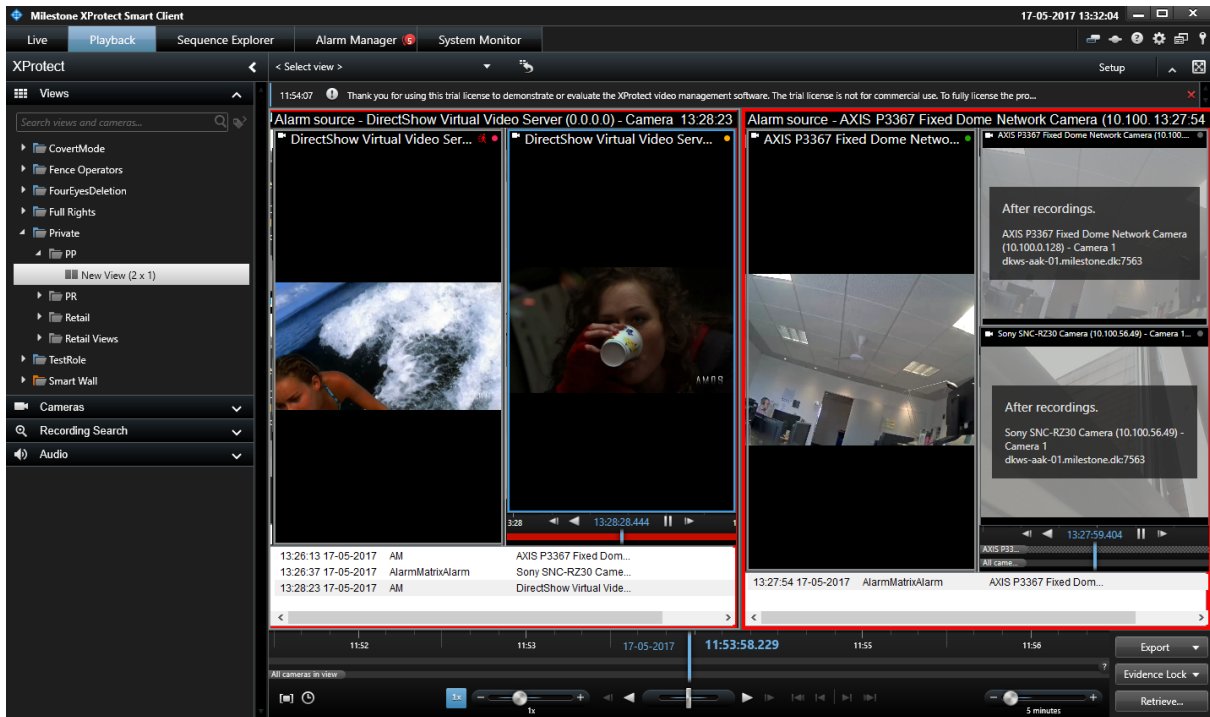 Milestone XProtect Smart Client
17-05-2017 13:32:04
Live
Playback
Sequence Explorer
Alarm Manager
5
System Monitor
XProtect
< Select view >
Setup
Views
11:54:07
Thank you for using this trial license to demonstrate or evaluate the XProtect video management software. The trial license is not for commercial use. To fully license the pro...
Search views and cameras...
CovertMode
Fence Operators
FourEyesDeletion
Full Rights
Private
PP
New View (2 x 1)
PR
Retail
Retail Views
TestRole
Smart Wall
Cameras
Recording Search
Audio
Alarm source - DirectShow Virtual Video Server (0.0.0.0) - Camera 13:28:23
DirectShow Virtual Video Ser...
DirectShow Virtual Video Serv...
AMOS
3:28
13:28:28.444
1
13:26:13 17-05-2017 AM AXIS P3367 Fixed Dom...
13:26:37 17-05-2017 AlarmMatrixAlarm Sony SNC-RZ30 Came...
13:28:23 17-05-2017 AM DirectShow Virtual Vide...
Alarm source - AXIS P3367 Fixed Dome Network Camera (10.100. 13:27:54
AXIS P3367 Fixed Dome Netwo...
AXIS P3367 Fixed Dome Network Camera (10.100....
After recordings.
AXIS P3367 Fixed Dome Network Camera
(10.100.0.128) - Camera 1
dkws-aak-01.milestone.dk:7563
Sony SNC-RZ30 Camera (10.100.56.49) - Camera 1...
After recordings.
Sony SNC-RZ30 Camera (10.100.56.49) -
Camera 1
dkws-aak-01.milestone.dk:7563
13:27:59.404
AXIS P33...
All came...
13:27:54 17-05-2017 AlarmMatrixAlarm AXIS P3367 Fixed Dom...
11:52
11:53
17-05-2017
11:53:58.229
11:55
11:56
All cameras in view
?
1x
1x
5 minutes
Export
Evidence Lock
Retrieve...